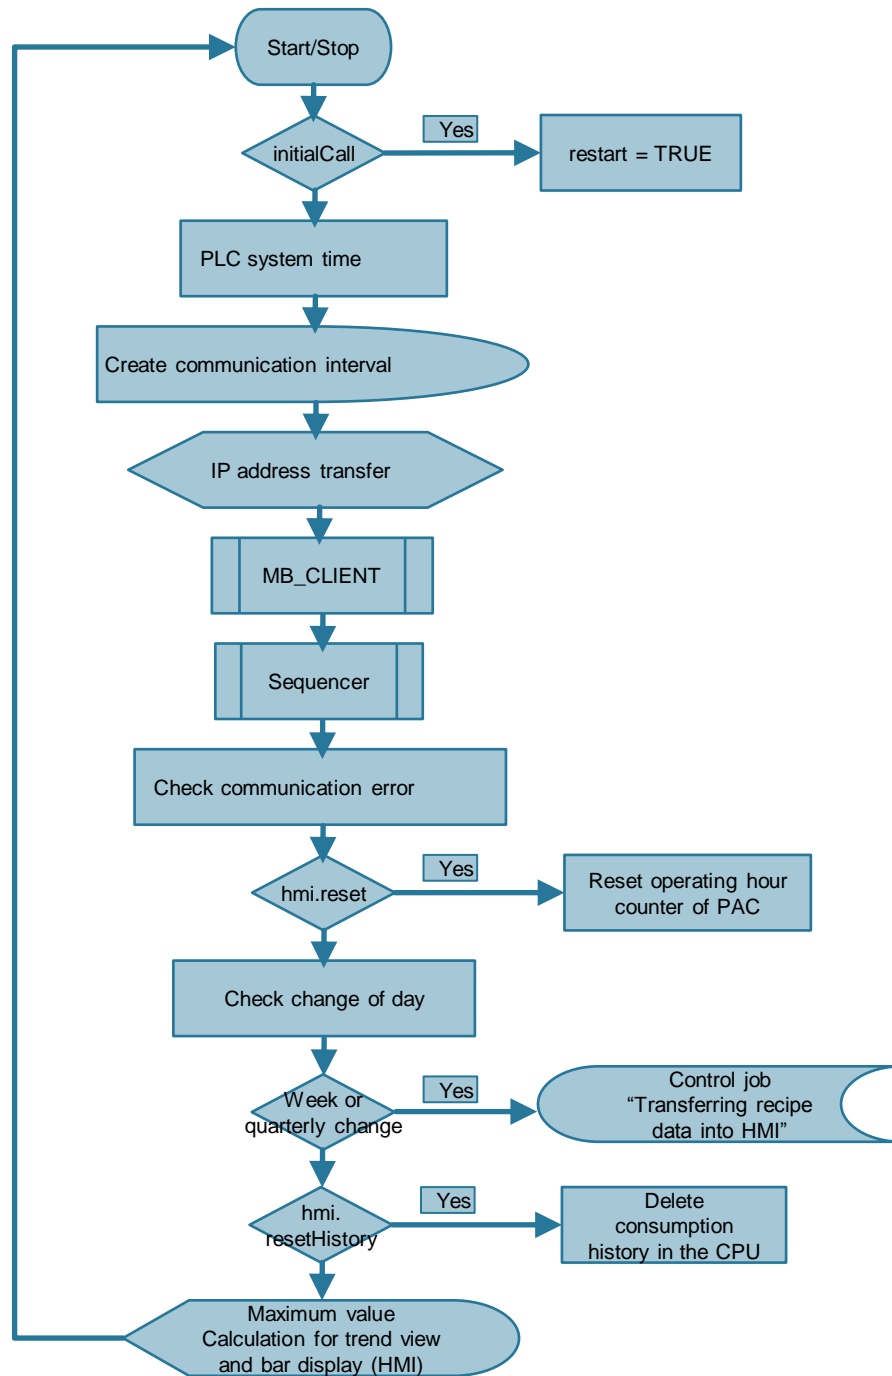 Start/Stop
Yes
initialCall
restart = TRUE
PLC system time
Create communication interval
IP address transfer
MB_CLIENT
Sequencer
Check communication error
Yes
hmi.reset
Reset operating hour
counter of PAC
Check change of day
Yes
Week or
quarterly change
Control job
“Transferring recipe
data into HMI”
Yes
hmi.
resetHistory
Delete
consumption
history in the CPU
Maximum value
Calculation for trend view
and bar display (HMI)